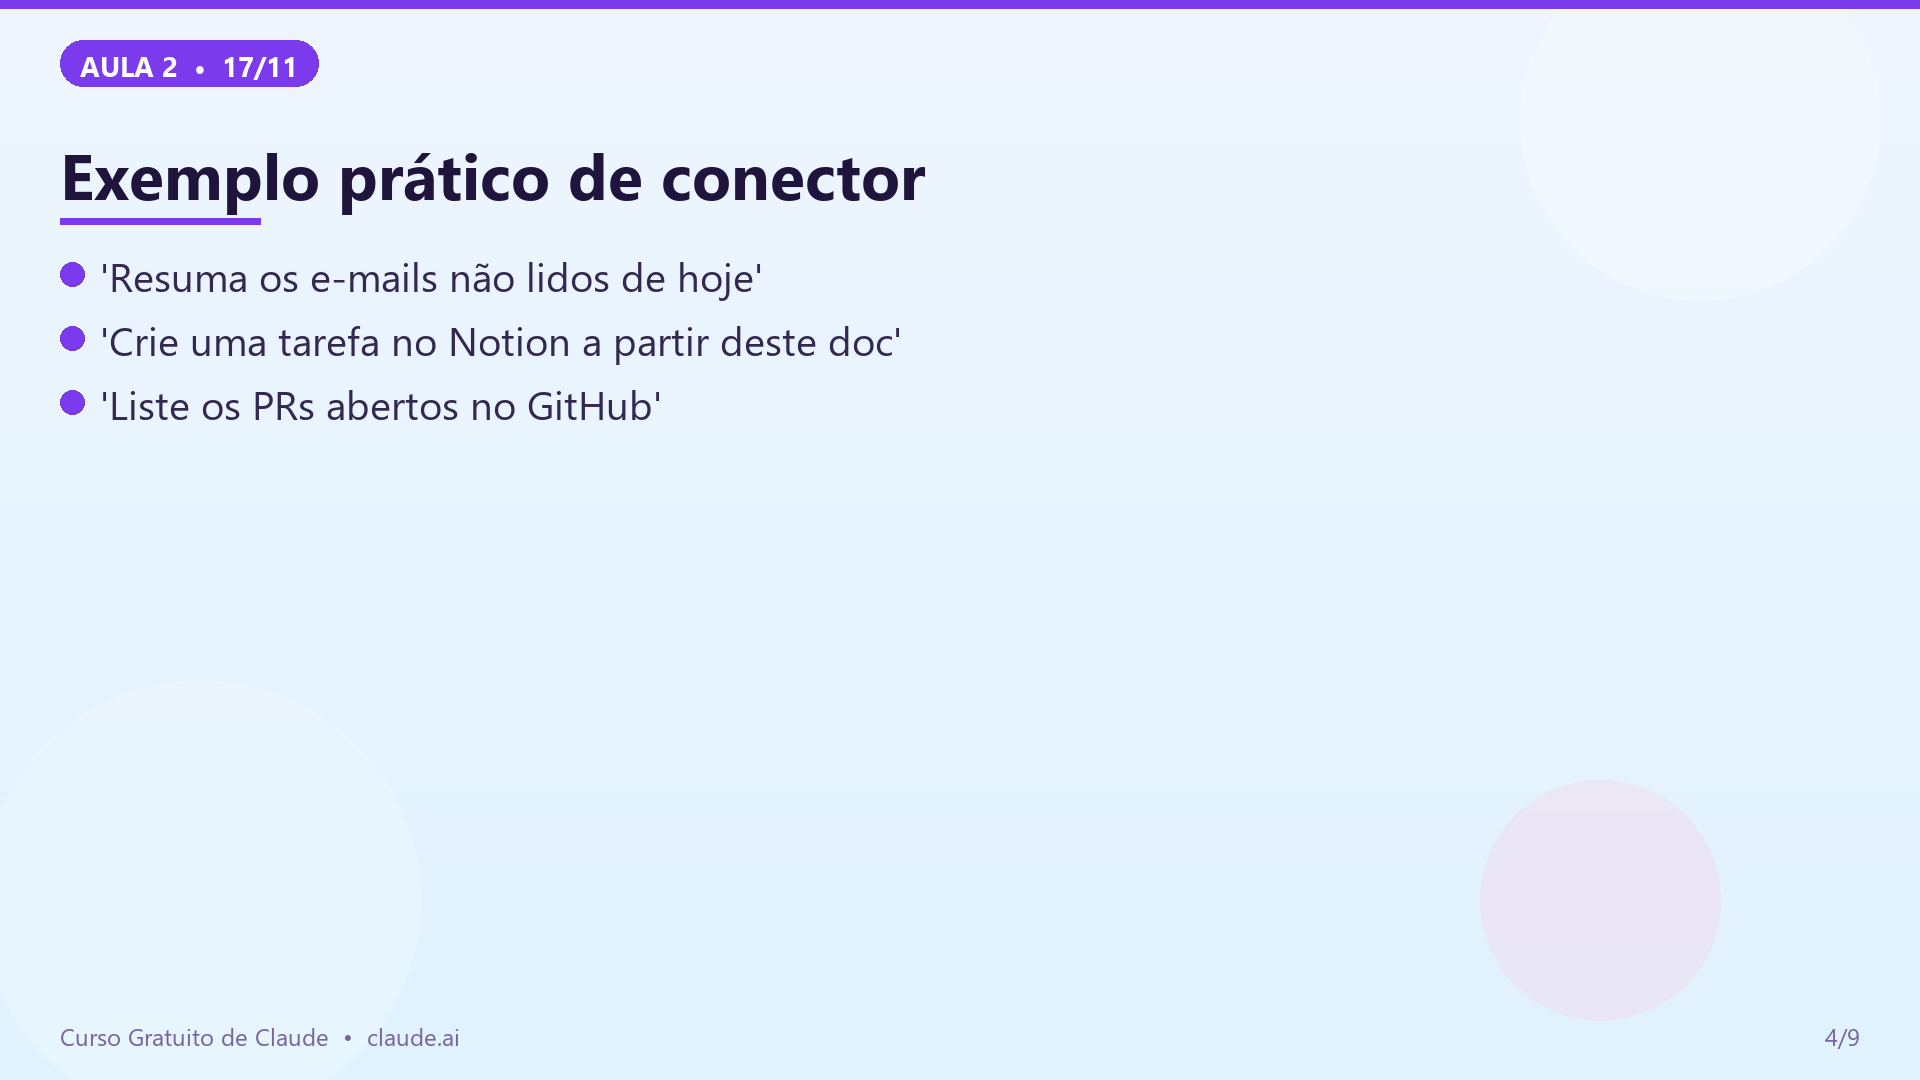 AULA 2 • 17/11
Exemplo prático de conector
'Resuma os e-mails não lidos de hoje'
'Crie uma tarefa no Notion a partir deste doc'
'Liste os PRs abertos no GitHub'
Curso Gratuito de Claude • claude.ai
4/9